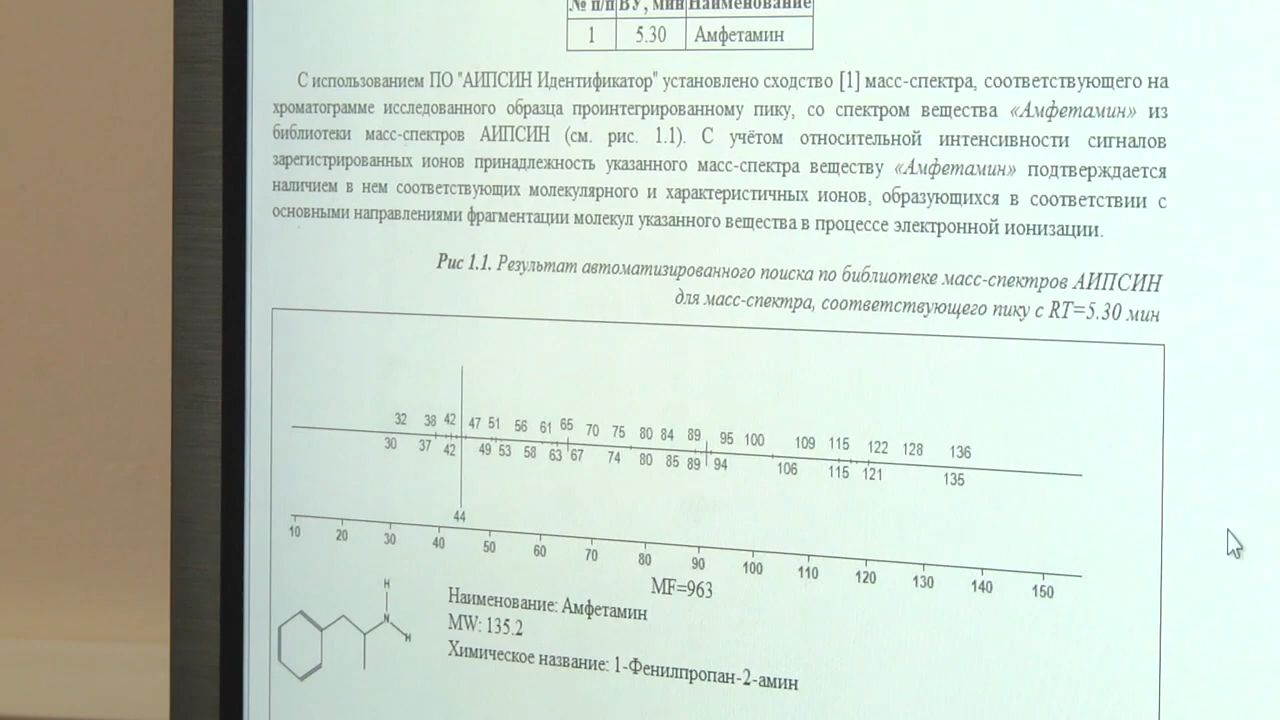 № п/п ВУ, мин Наименование
1 5.30 Амфетамин
С использованием ПО "АИПСИН Идентификатор" установлено сходство [1] масс-спектра, соответствующего на
хроматограмме исследованного образца проинтегрированному пику, со спектром вещества «Амфетамин» из
библиотеки масс-спектров АИПСИН (см. рис. 1.1). С учётом относительной интенсивности сигналов
зарегистрированных ионов принадлежность указанного масс-спектра веществу «Амфетамин» подтверждается
наличием в нем соответствующих молекулярного и характеристичных ионов, образующихся в соответствии с
основными направлениями фрагментации молекул указанного вещества в процессе электронной ионизации.
Рис 1.1. Результат автоматизированного поиска по библиотеке масс-спектров АИПСИН
для масс-спектра, соответствующего пику с RT=5.30 мин
32 38 42 47 51 56 61 65 70 75 80 84 89 95 100 109 115 122 128 136
30 37 42 49 53 58 63 67 74 80 85 89 94 106 115 121 135
44
10 20 30 40 50 60 70 80 90 100 110 120 130 140 150
MF=963
H
N
H
Наименование: Амфетамин
MW: 135.2
Химическое название: 1-Фенилпропан-2-амин